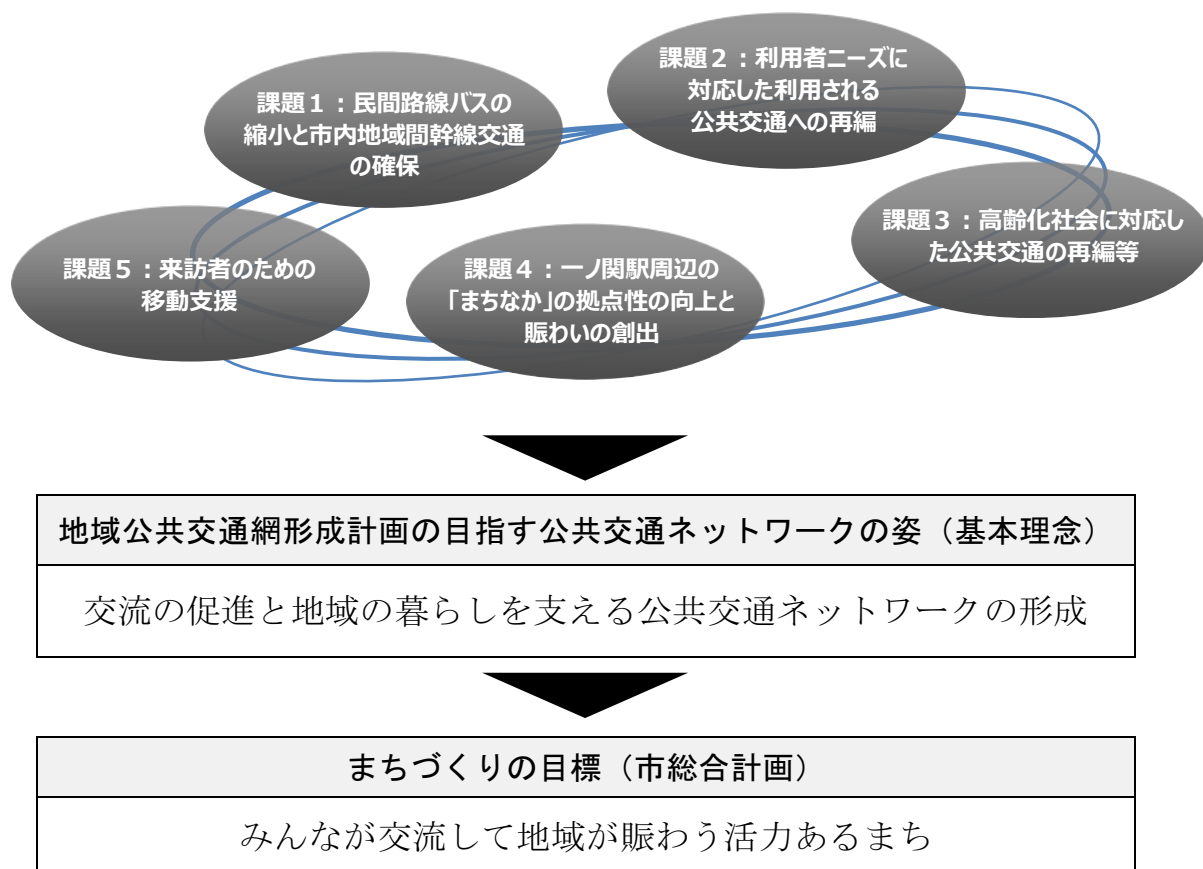 課題１：民間路線バスの
縮小と市内地域間幹線交通
の確保
課題２：利用者ニーズに
対応した利用される
公共交通への再編
課題３：高齢化社会に対応し
た公共交通の再編等
課題４：一ノ関駅周辺の
「まちなか」の拠点性の向上と
賑わいの創出
課題５：来訪者のための
移動支援
地域公共交通網形成計画の目指す公共交通ネットワークの姿（基本理念）
交流の促進と地域の暮らしを支える公共交通ネットワークの形成
まちづくりの目標（市総合計画）
みんなが交流して地域が賑わう活力あるまち